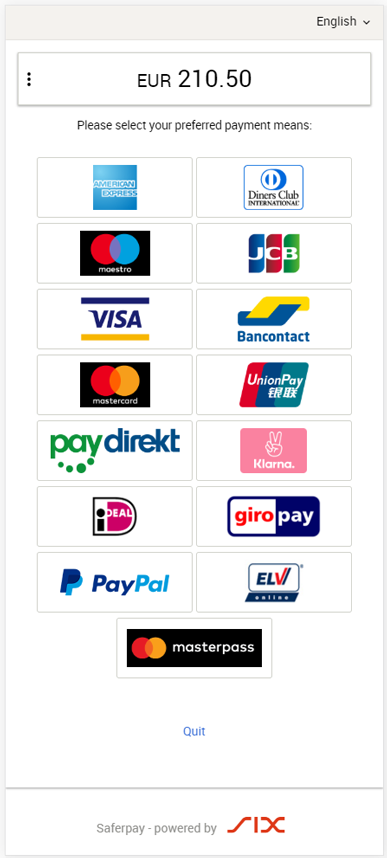 English
EUR 210.50
Please select your preferred payment means:
AMERICAN EXPRESS
Diners Club INTERNATIONAL
maestro
JCB
VISA
Bancontact
mastercard
UnionPay 银联
paydirekt
Klarna.
iDEAL
giropay
PayPal
ELV online
masterpass
Quit
Saferpay - powered by SIX